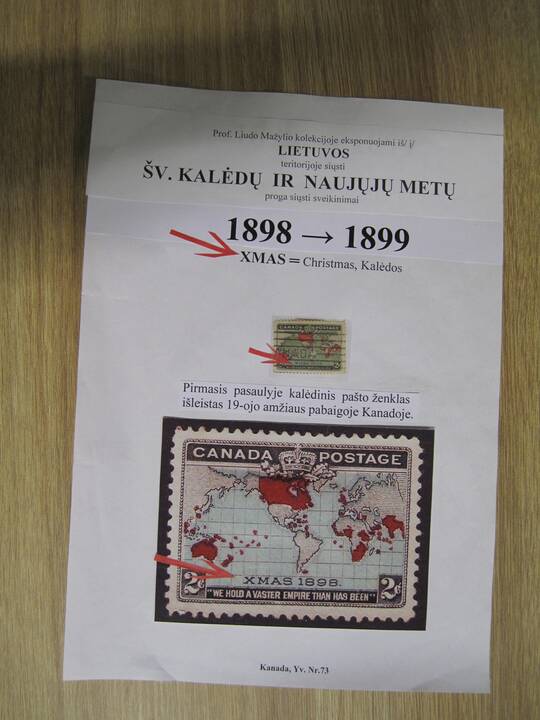 Prof. Liudo Mažylio kolekcijoje eksponuojami iš/ į/
LIETUVOS
teritorijoje siųsti
ŠV. KALĖDŲ IR NAUJŲJŲ METŲ
proga siųsti sveikinimai
1898 → 1899
XMAS = Christmas, Kalėdos
CANADA POSTAGE
Pirmasis pasaulyje kalėdinis pašto ženklas
išleistas 19-ojo amžiaus pabaigoje Kanadoje.
CANADA POSTAGE
XMAS 1898.
2¢ 2¢
"WE HOLD A VASTER EMPIRE THAN HAS BEEN"
Kanada, Yv. Nr.73